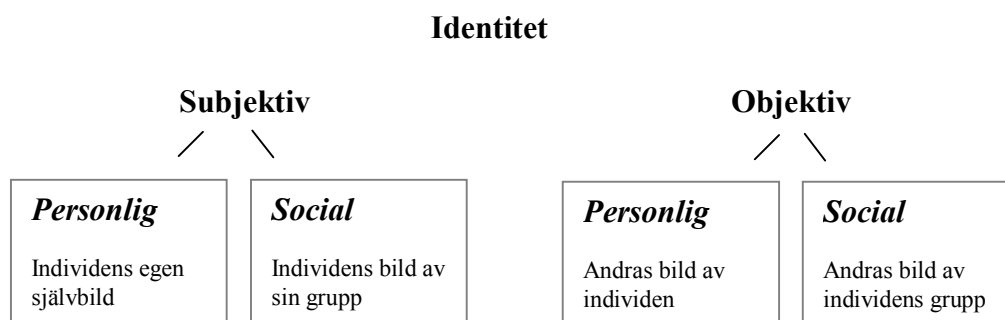 Identitet
Subjektiv
Objektiv
Personlig
Individens egen
självbild
Social
Individens bild av
sin grupp
Personlig
Andras bild av
individen
Social
Andras bild av
individens grupp